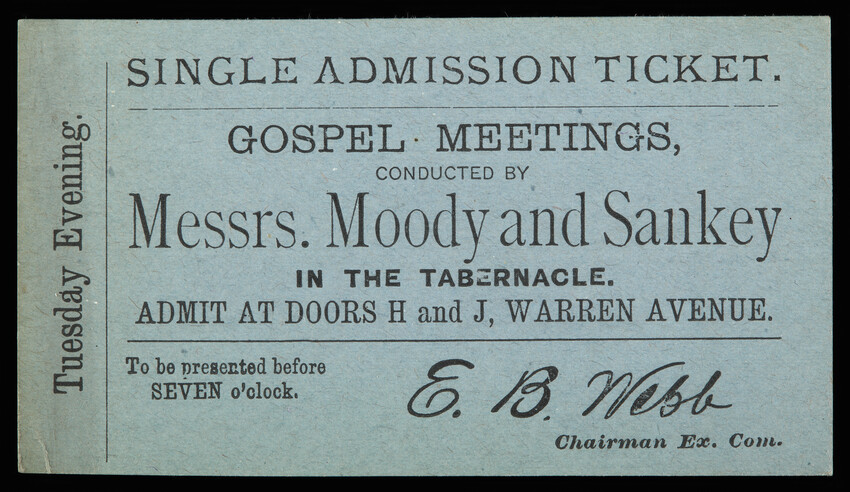 Tuesday Evening.
SINGLE ADMISSION TICKET.
GOSPEL MEETINGS,
CONDUCTED BY
Messrs. Moody and Sankey
IN THE TABERNACLE.
ADMIT AT DOORS H and J, WARREN AVENUE.
To be presented before
SEVEN o'clock.
E. B. Webb
Chairman Ex. Com.